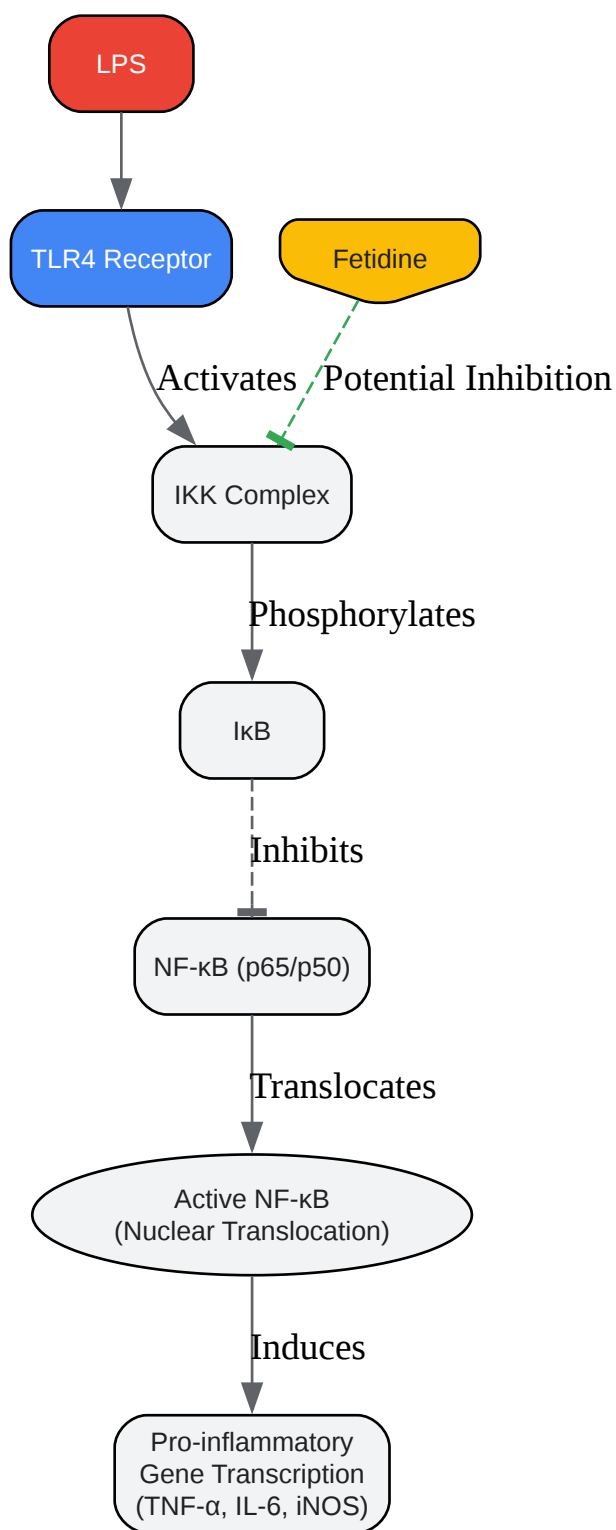 LPS
TLR4 Receptor
Fetidine
Activates
Potential Inhibition
IKK Complex
Phosphorylates
IκB
Inhibits
NF-κB (p65/p50)
Translocates
Active NF-κB
(Nuclear Translocation)
Induces
Pro-inflammatory
Gene Transcription
(TNF-α, IL-6, iNOS)